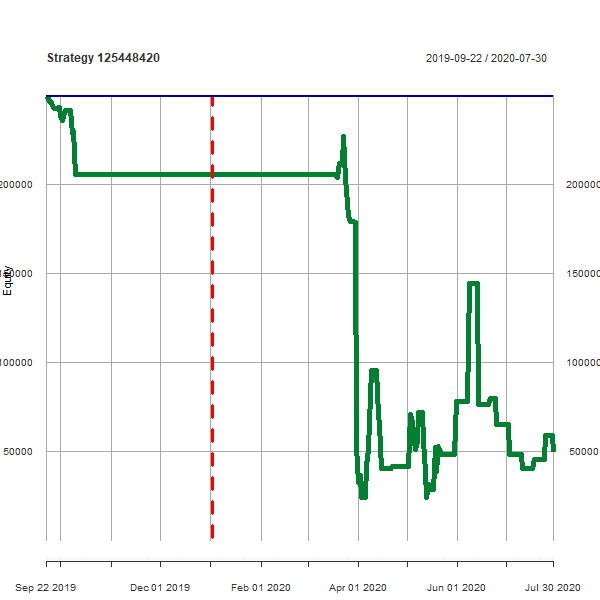 Strategy 125448420
2019-09-22 / 2020-07-30
200000
200000
150000
150000
Equity
100000
100000
50000
50000
Sep 22 2019
Dec 01 2019
Feb 01 2020
Apr 01 2020
Jun 01 2020
Jul 30 2020